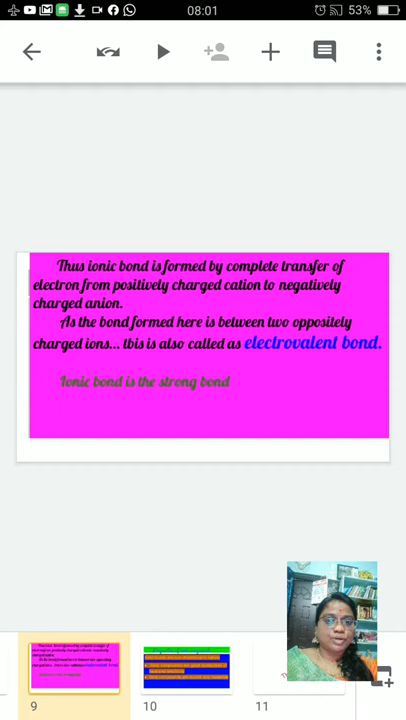 08:01
53%
Thus ionic bond is formed by complete transfer of
electron from positively charged cation to negatively
charged anion.
As the bond formed here is between two oppositely
charged ions... this is also called as electrovalent bond.
Ionic bond is the strong bond
9
10
11